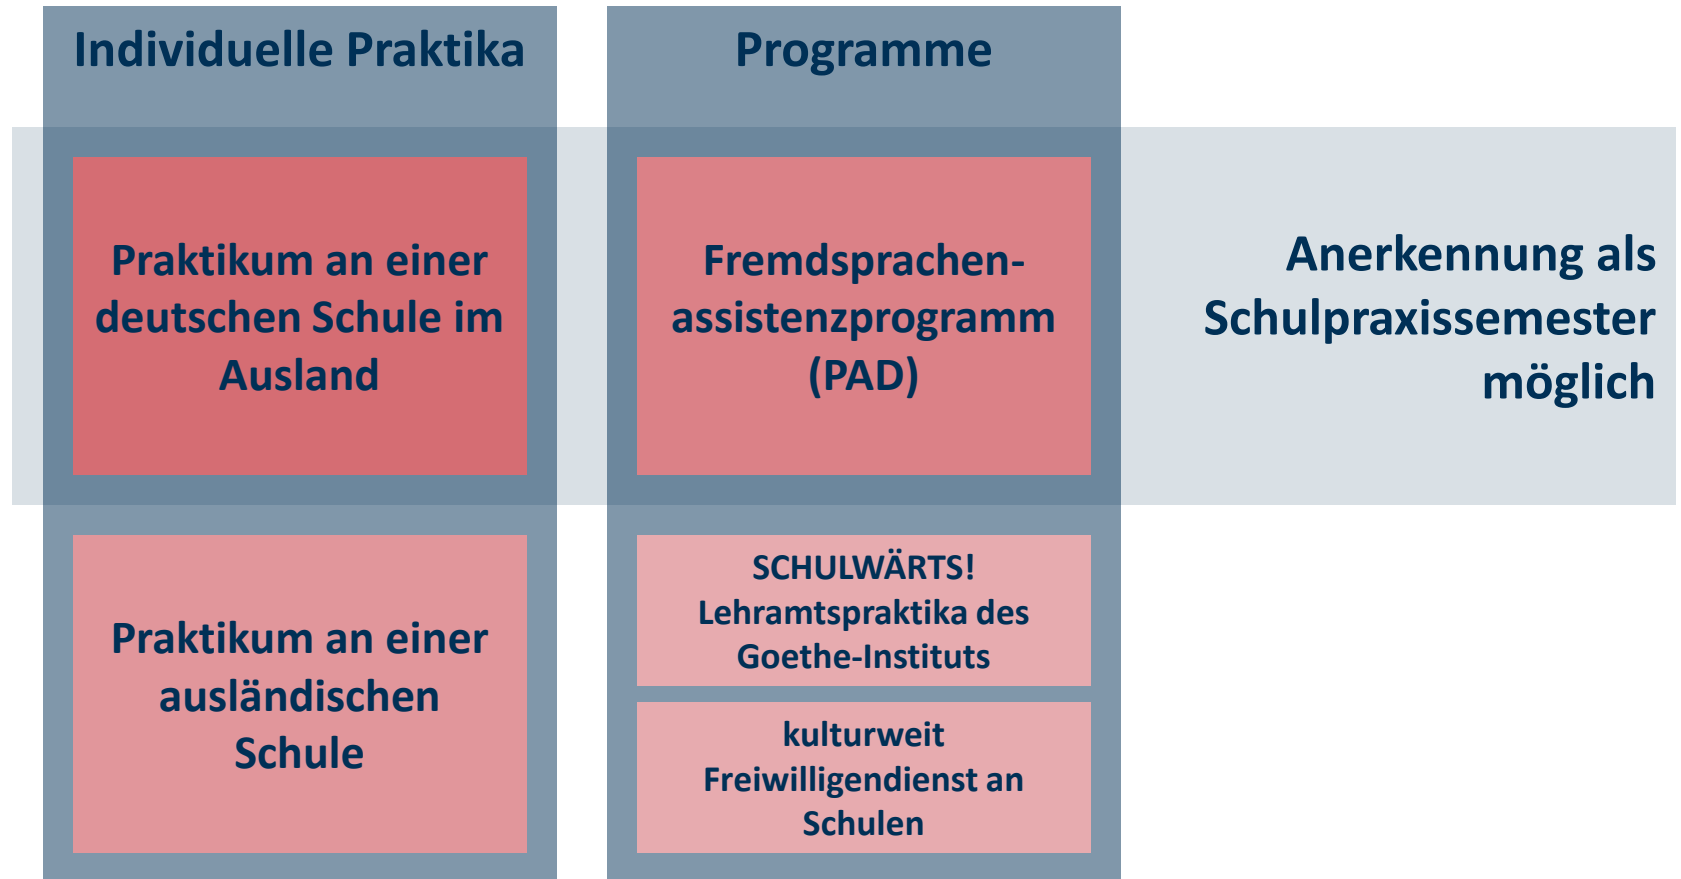 Individuelle Praktika
Programme
Praktikum an einer
deutschen Schule im
Ausland
Fremdsprachen-
assistenzprogramm
(PAD)
Anerkennung als
Schulpraxissemester
möglich
Praktikum an einer
ausländischen
Schule
SCHULWÄRTS!
Lehramtspraktika des
Goethe-Instituts
kulturweit
Freiwilligendienst an
Schulen